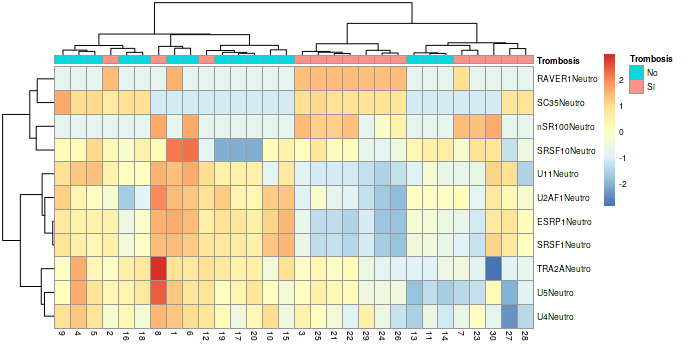 Trombosis
RAVER1Neutro
SC35Neutro
nSR100Neutro
SRSF10Neutro
U11Neutro
U2AF1Neutro
ESRP1Neutro
SRSF1Neutro
TRA2ANeutro
U5Neutro
U4Neutro
9 4 5 2 16 18 8 1 6 12 19 17 20 10 15 3 25 21 22 29 24 26 13 11 14 7 23 30 27 28
2
1
0
-1
-2
Trombosis
No
SI